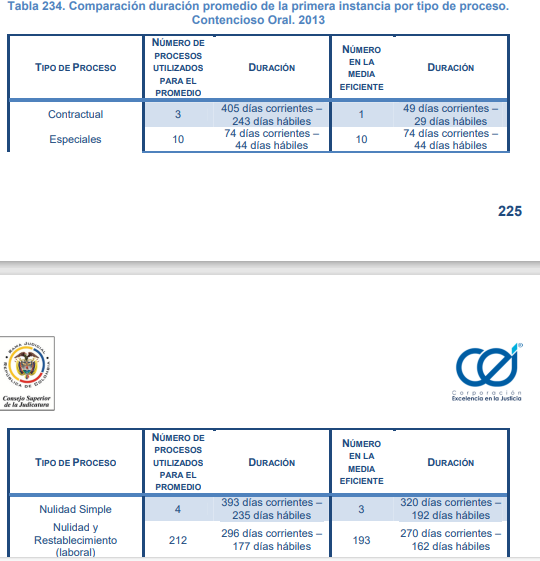 Tabla 234. Comparación duración promedio de la primera instancia por tipo de proceso.
Contencioso Oral. 2013
TIPO DE PROCESO
NÚMERO DE
PROCESOS
UTILIZADOS
PARA EL
PROMEDIO
DURACIÓN
NÚMERO
EN LA
MEDIA
EFICIENTE
DURACIÓN
Contractual
3
405 días corrientes –
243 días hábiles
1
49 días corrientes –
29 días hábiles
Especiales
10
74 días corrientes –
44 días hábiles
10
74 días corrientes –
44 días hábiles
225
RAMA JUDICIAL
REPÚBLICA DE COLOMBIA
Consejo Superior
de la Judicatura
cej
Corporación
Excelencia en la Justicia
TIPO DE PROCESO
NÚMERO DE
PROCESOS
UTILIZADOS
PARA EL
PROMEDIO
DURACIÓN
NÚMERO
EN LA
MEDIA
EFICIENTE
DURACIÓN
Nulidad Simple
4
393 días corrientes –
235 días hábiles
3
320 días corrientes –
192 días hábiles
Nulidad y
Restablecimiento
(laboral)
212
296 días corrientes –
177 días hábiles
193
270 días corrientes –
162 días hábiles